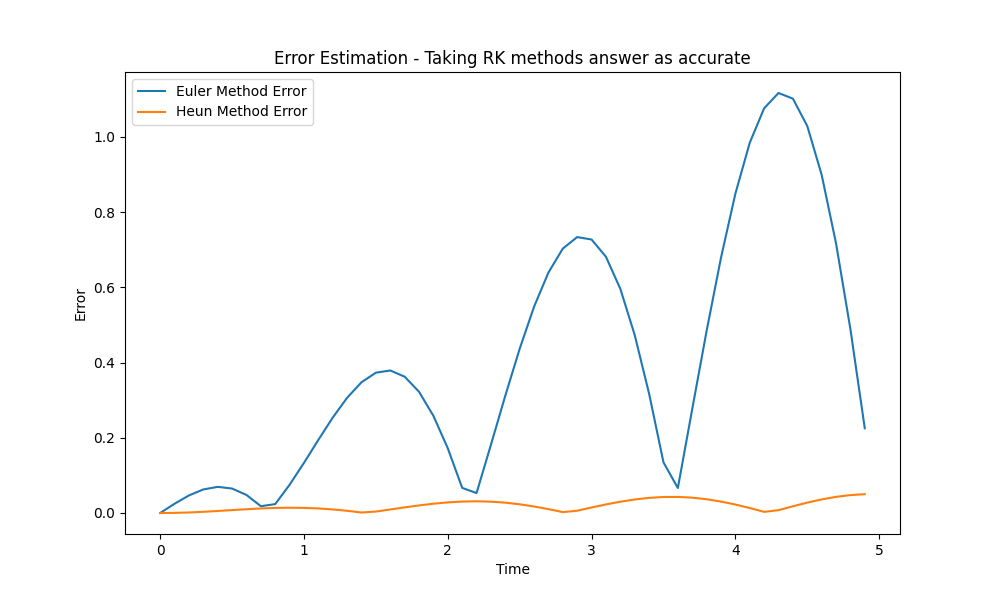 Error Estimation - Taking RK methods answer as accurate
Euler Method Error
Heun Method Error
1.0
0.8
0.6
0.4
0.2
0.0
Error
0 1 2 3 4 5
Time